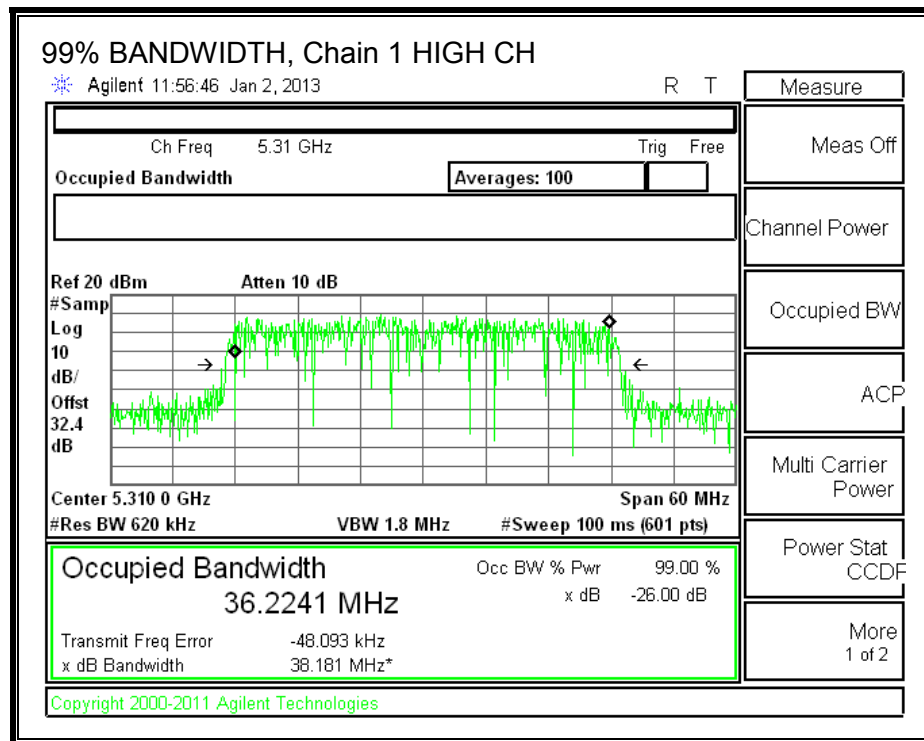 99% BANDWIDTH, Chain 1 HIGH CH
Agilent 11:56:46 Jan 2, 2013 R T
Measure
Ch Freq 5.31 GHz Trig Free
Occupied Bandwidth Averages: 100
Ref 20 dBm Atten 10 dB
#Samp
Log
10
dB/
Offst
32.4
dB
Center 5.310 0 GHz Span 60 MHz
#Res BW 620 kHz VBW 1.8 MHz #Sweep 100 ms (601 pts)
Occupied Bandwidth Occ BW % Pwr 99.00 %
36.2241 MHz x dB -26.00 dB
Transmit Freq Error -48.093 kHz
x dB Bandwidth 38.181 MHz*
Copyright 2000-2011 Agilent Technologies
Meas Off
Channel Power
Occupied BW
ACP
Multi Carrier
Power
Power Stat
CCDF
More
1 of 2